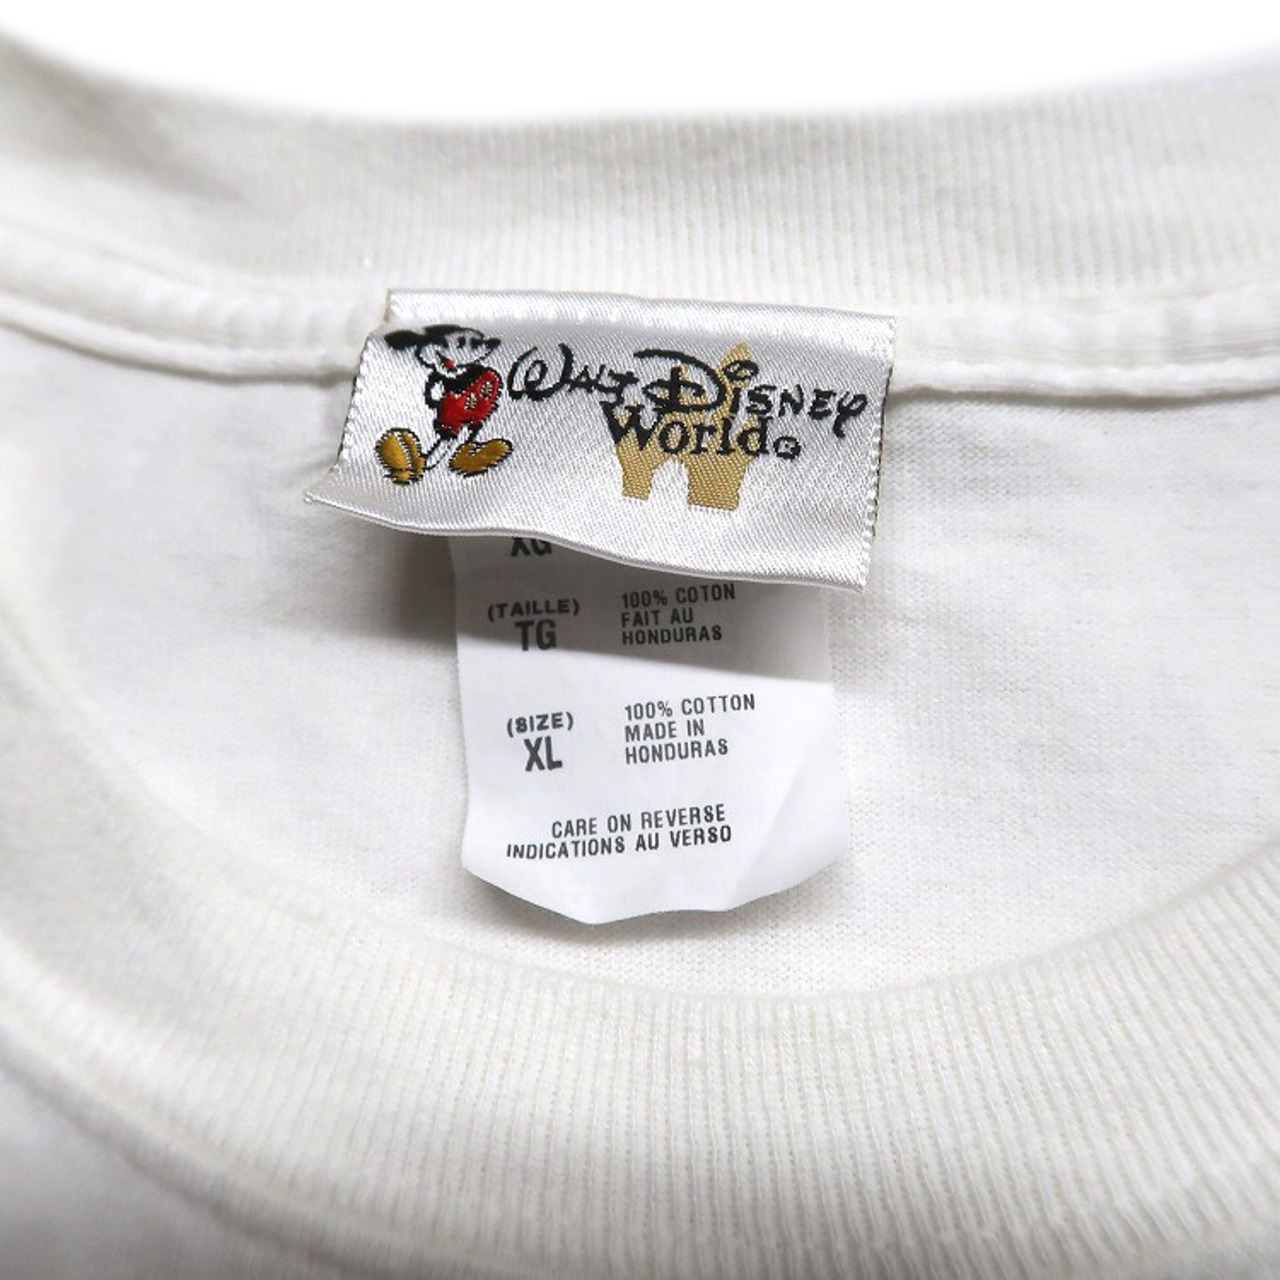 Walt Disney
World
XG
(TAILLE)
TG
100% COTON
FAIT AU
HONDURAS
(SIZE)
XL
100% COTTON
MADE IN
HONDURAS
CARE ON REVERSE
INDICATIONS AU VERSO